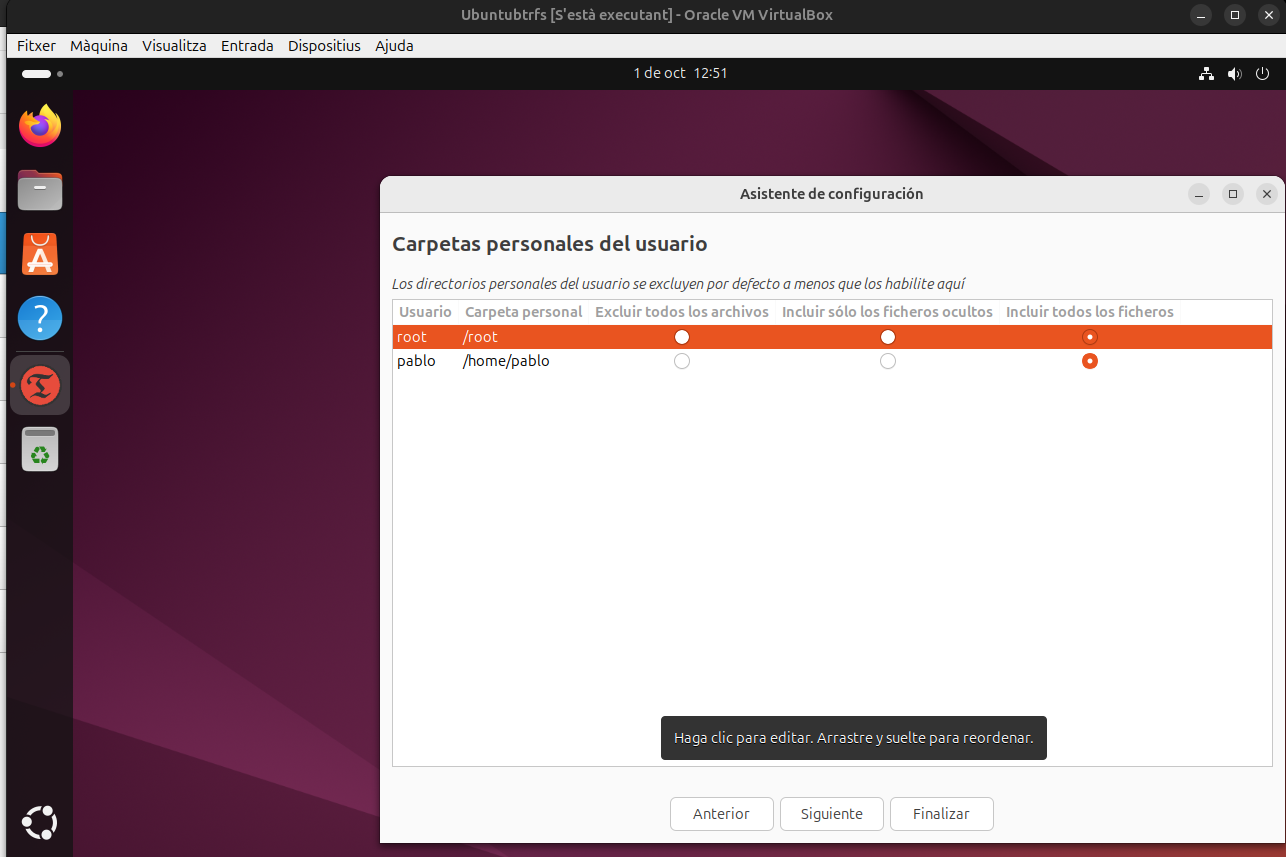 Ubuntubtrfs [S'està executant] - Oracle VM VirtualBox
Fitxer Màquina Visualitza Entrada Dispositius Ajuda
1 de oct 12:51
Asistente de configuración
Carpetas personales del usuario
Los directorios personales del usuario se excluyen por defecto a menos que los habilite aquí
Usuario Carpeta personal Excluir todos los archivos Incluir sólo los ficheros ocultos Incluir todos los ficheros
root /root
pablo /home/pablo
Haga clic para editar. Arrastre y suelte para reordenar.
Anterior Siguiente Finalizar